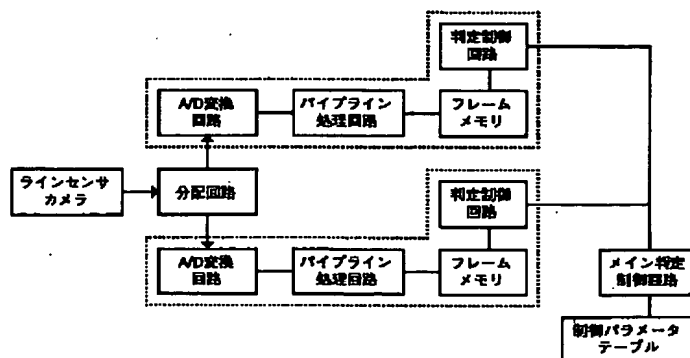 判定制御
回路
A/D変換
回路
パイプライン
処理回路
フレーム
メモリ
ラインセンサ
カメラ
分配回路
判定制御
回路
A/D変換
回路
パイプライン
処理回路
フレーム
メモリ
メイン判定
制御回路
制御パラメータ
テーブル